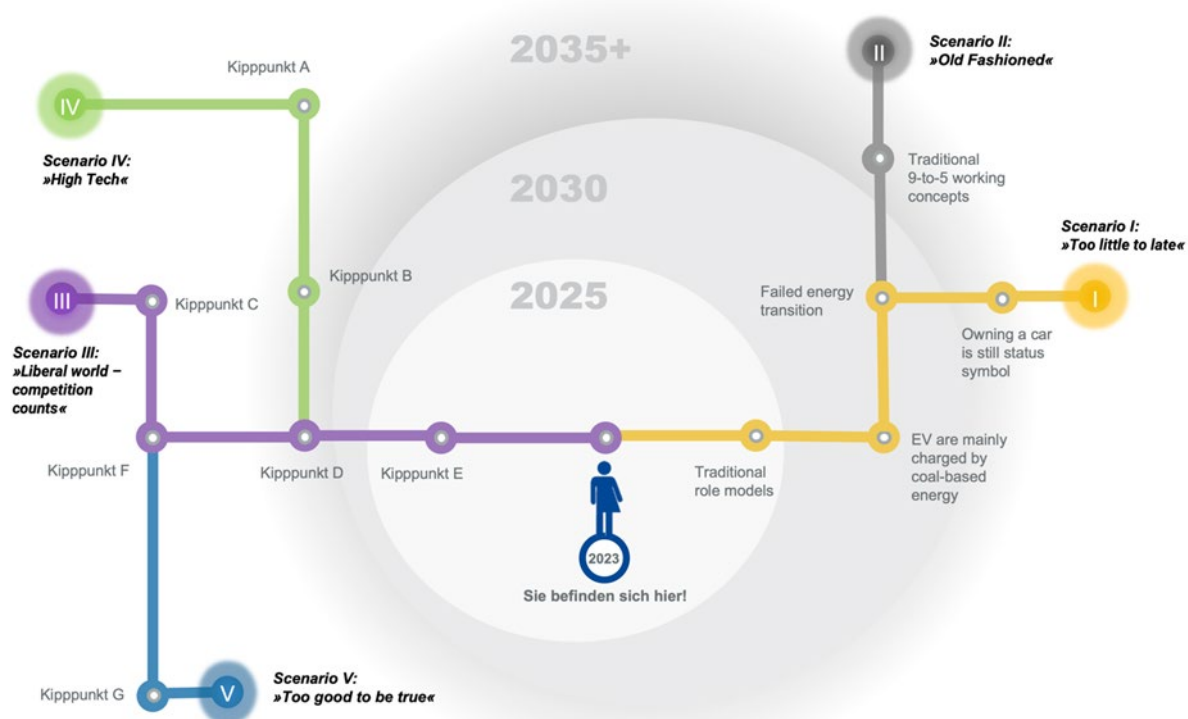 2035+
II
Scenario II:
»Old Fashioned«
Kipppunkt A
IV
Scenario IV:
»High Tech«
2030
Traditional
9-to-5 working
concepts
Scenario I:
»Too little to late«
Kipppunkt B
III
Kipppunkt C
2025
Failed energy
transition
I
Owning a car
is still status
symbol
Scenario III:
»Liberal world –
competition
counts«
Kipppunkt F
Kipppunkt D
Kipppunkt E
Traditional
role models
EV are mainly
charged by
coal-based
energy
2023
Sie befinden sich hier!
Kipppunkt G
V
Scenario V:
»Too good to be true«